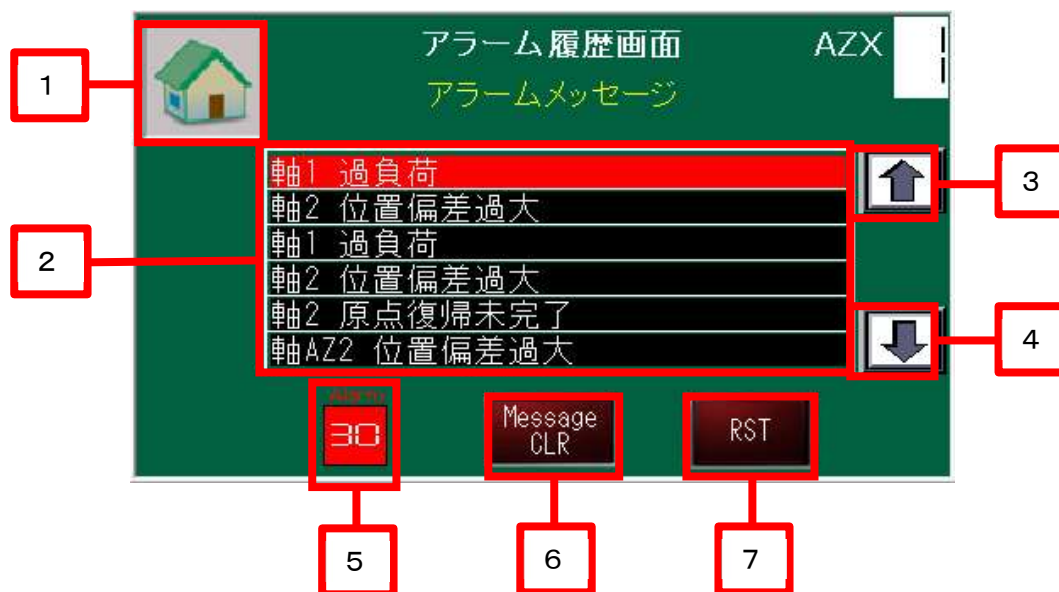 アラーム履歴画面
AZX
アラームメッセージ
1
2
軸1 過負荷
軸2 位置偏差過大
軸1 過負荷
軸2 位置偏差過大
軸2 原点復帰未完了
軸AZ2 位置偏差過大
3
4
Alarm
30
Message
CLR
RST
5
6
7